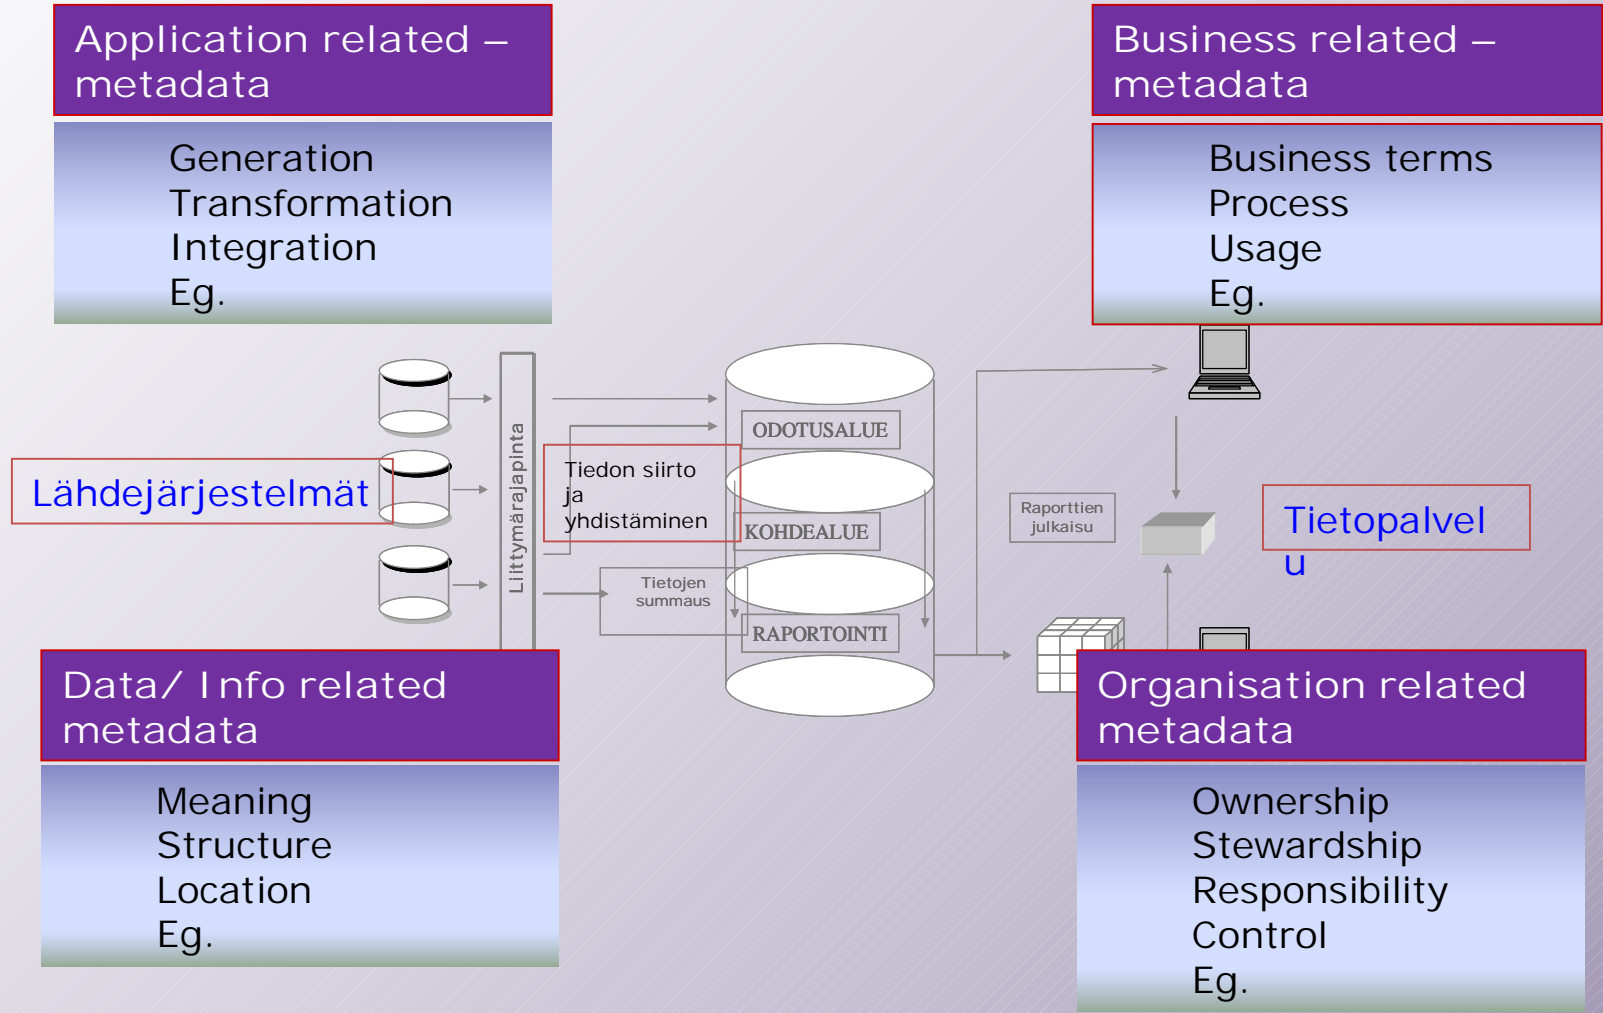 Application related –
metadata
Generation
Transformation
Integration
Eg.
Business related –
metadata
Business terms
Process
Usage
Eg.
Lähdejärjestelmät
Liittymärajapinta
Tiedon siirto
ja
yhdistäminen
Tietojen
summaus
ODOTUSALUE
KOHDEALUE
RAPORTOINTI
Raporttien
julkaisu
Tietopalvel
u
Data/ Info related
metadata
Meaning
Structure
Location
Eg.
Organisation related
metadata
Ownership
Stewardship
Responsibility
Control
Eg.